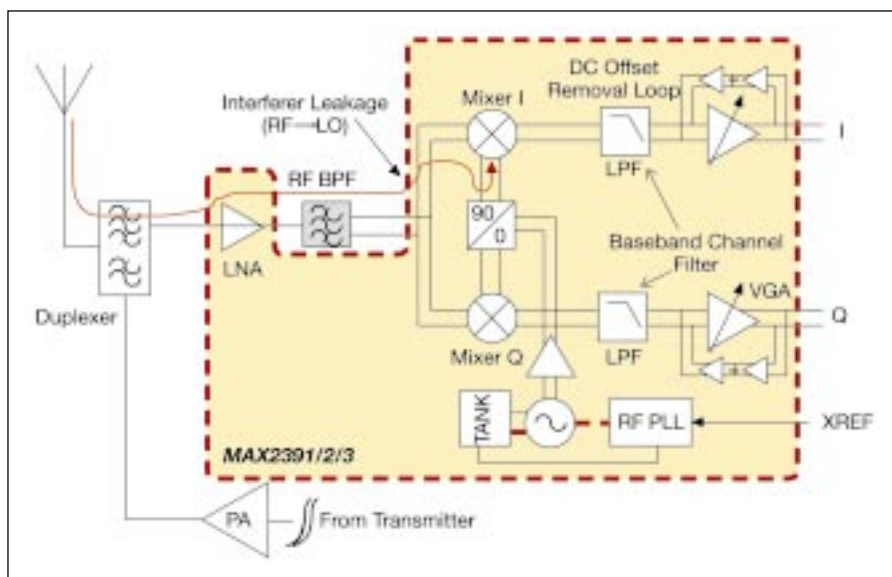 DC Offset
Removal Loop
Mixer I
Interferer Leakage
(RF→LO)
I
RF BPF
LPF
90
0
LNA
Baseband Channel
Filter
Duplexer
VGA
Q
Mixer Q
LPF
TANK
RF PLL
XREF
MAX2391/2/3
PA
From Transmitter